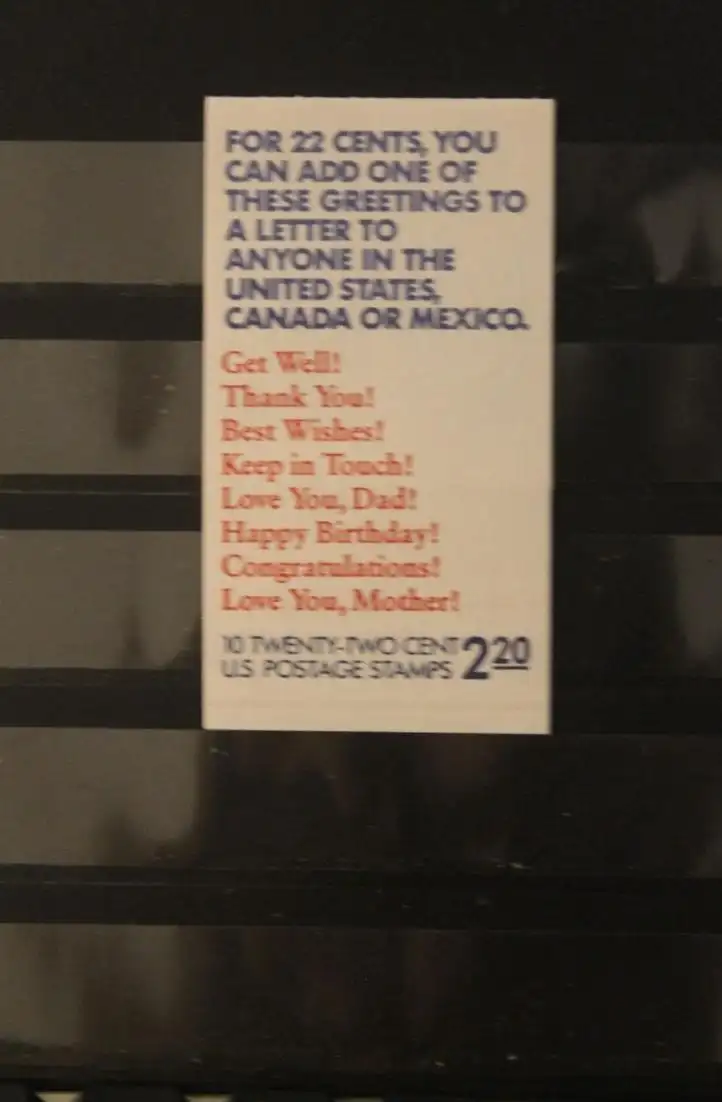 FOR 22 CENTS, YOU
CAN ADD ONE OF
THESE GREETINGS TO
A LETTER TO
ANYONE IN THE
UNITED STATES,
CANADA OR MEXICO.
Get Well!
Thank You!
Best Wishes!
Keep in Touch!
Love You, Dad!
Happy Birthday!
Congratulations!
Love You, Mother!
10 TWENTY-TWO CENT 2 20
U.S. POSTAGE STAMPS